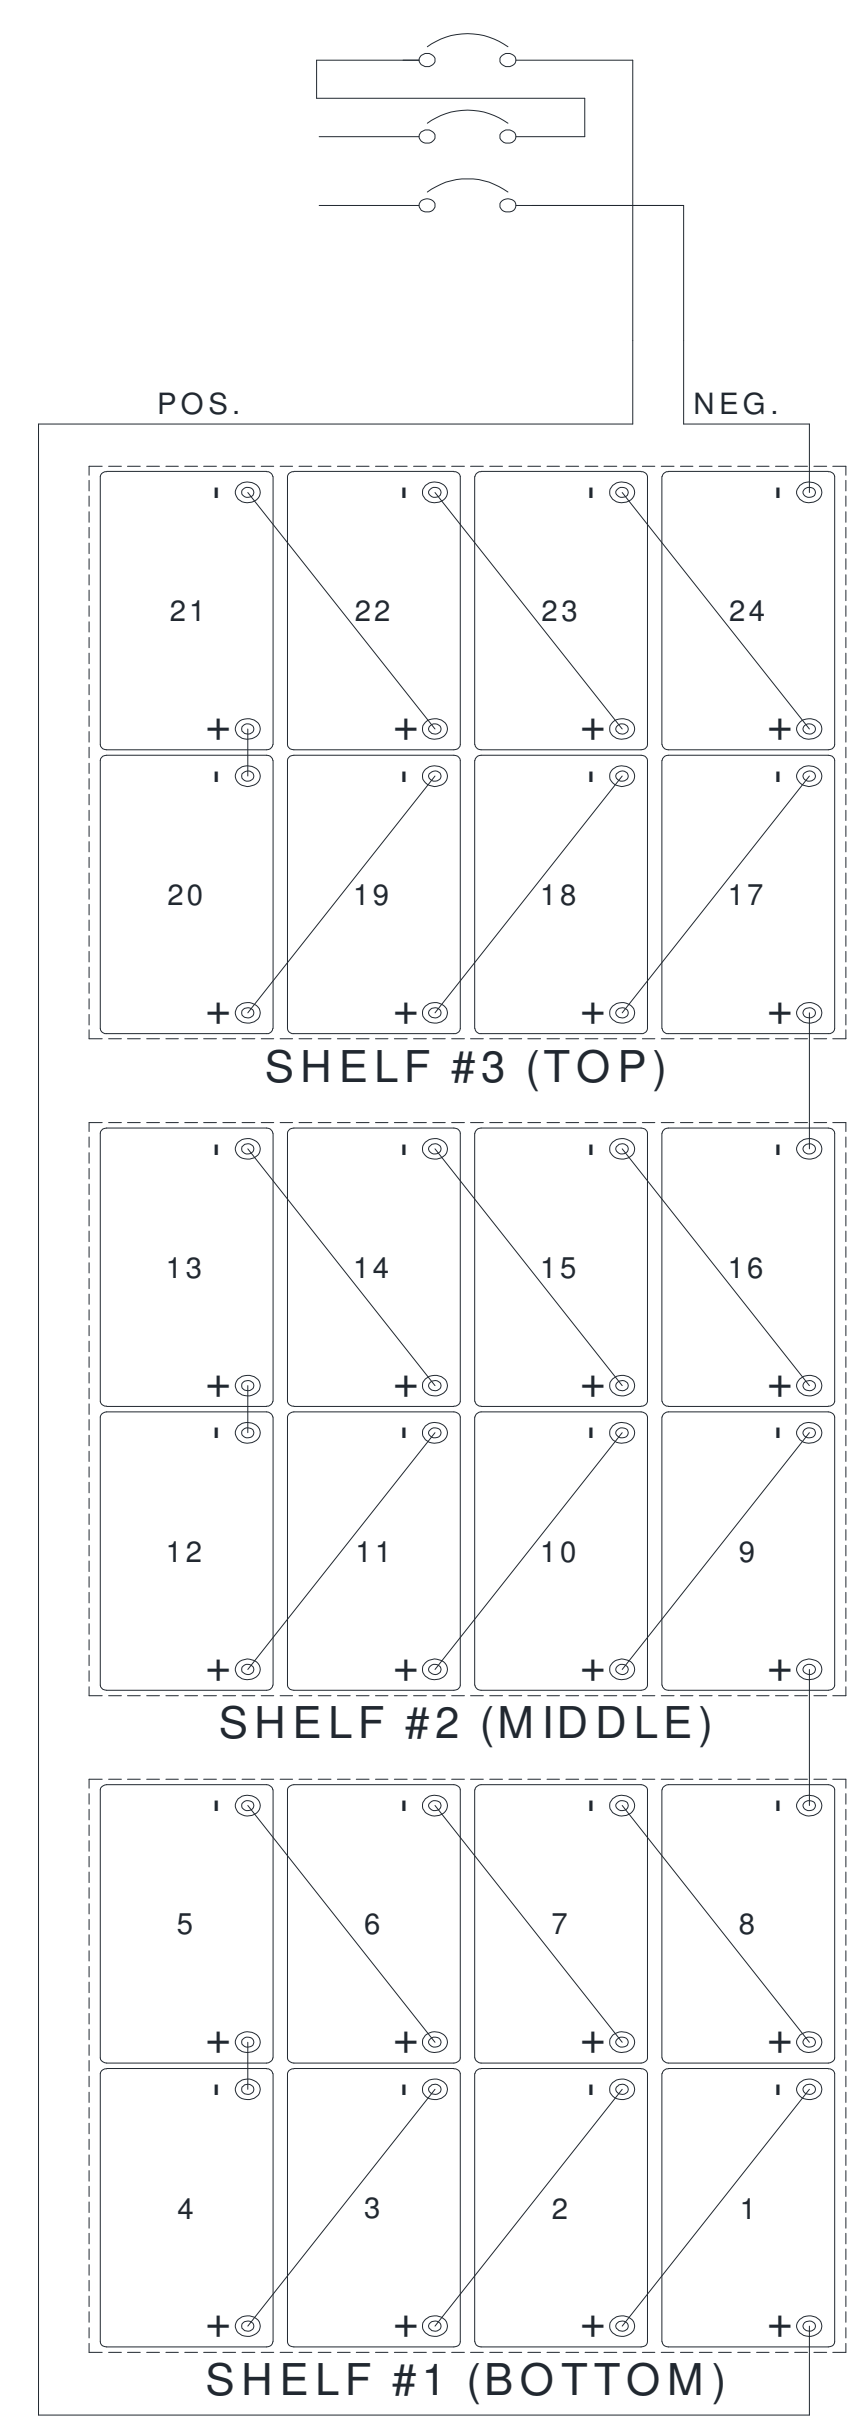 POS. NEG.
- - - -
21 22 23 24
+ + + +
- - - -
20 19 18 17
+ + + +
SHELF #3 (TOP)
- - - -
13 14 15 16
+ + + +
- - - -
12 11 10 9
+ + + +
SHELF #2 (MIDDLE)
- - - -
5 6 7 8
+ + + +
- - - -
4 3 2 1
+ + + +
SHELF #1 (BOTTOM)